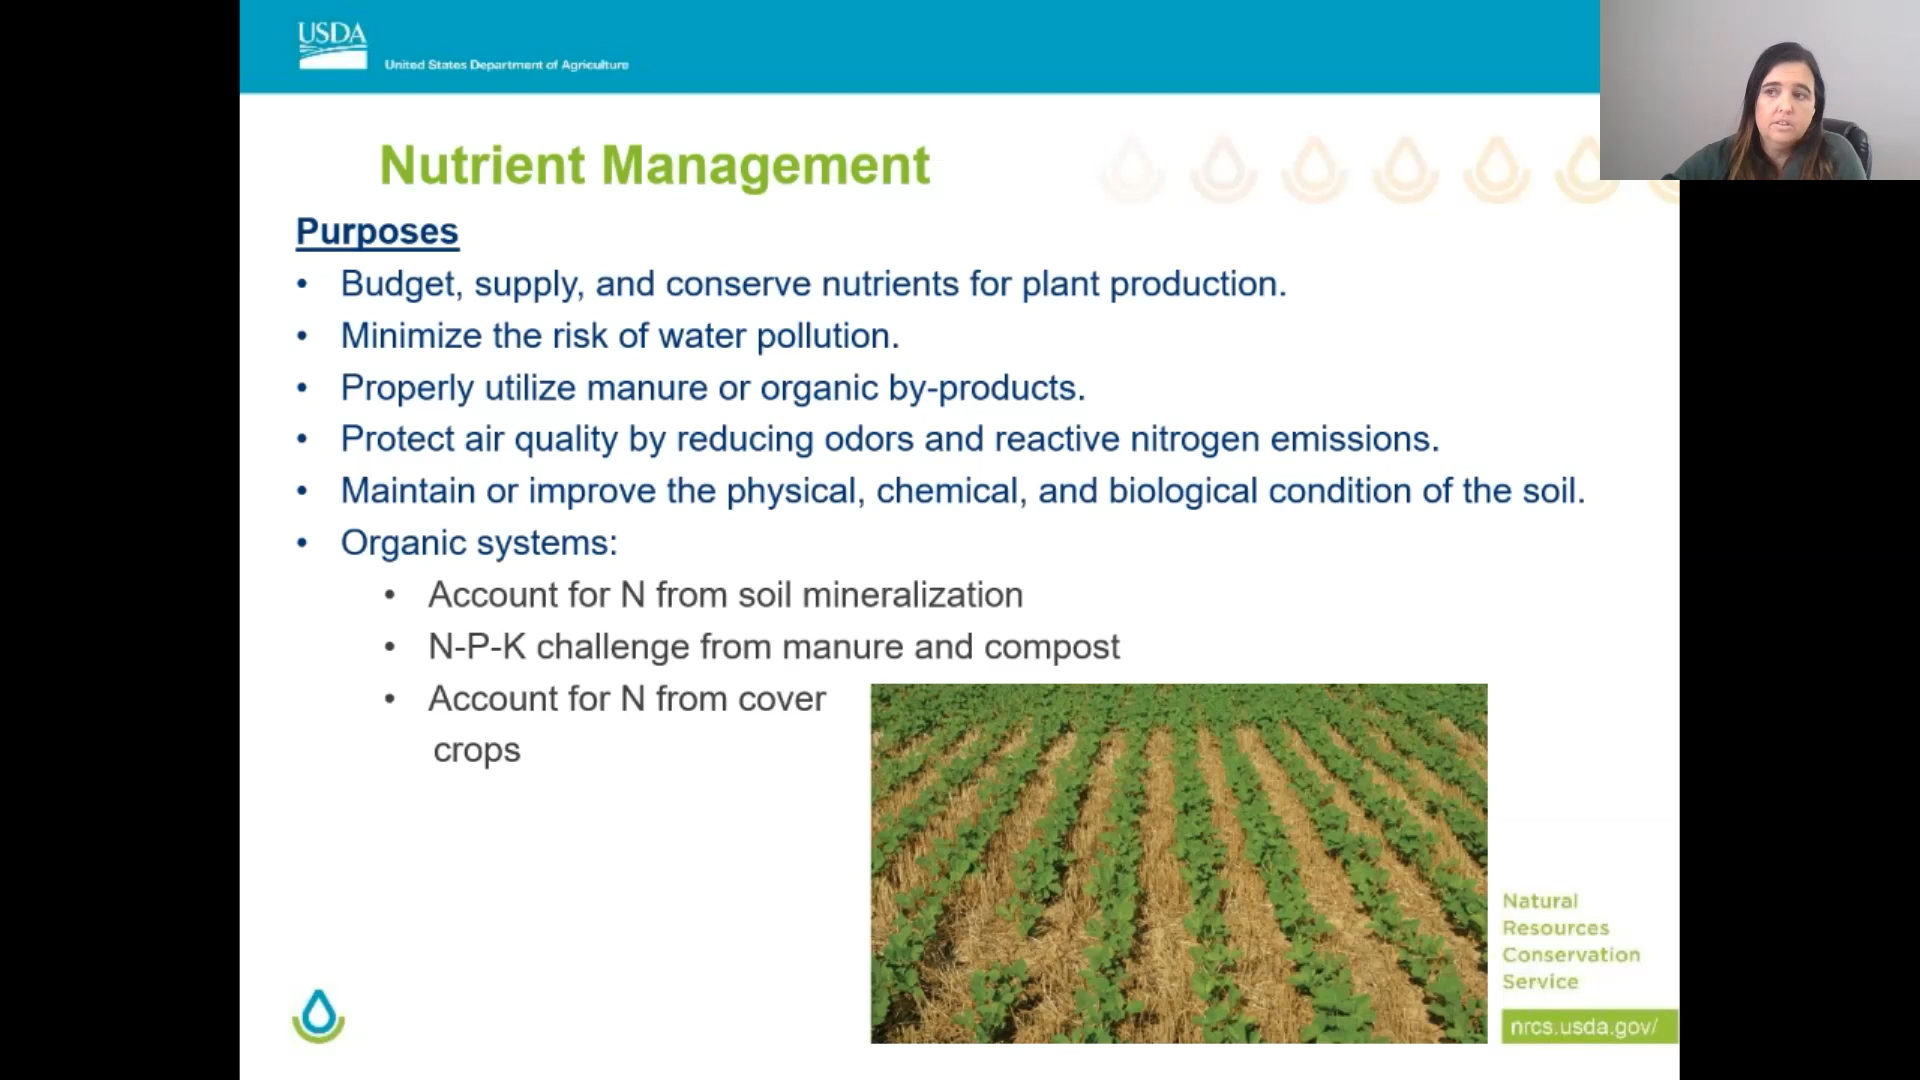 USDA
United States Department of Agriculture
Nutrient Management
Purposes
• Budget, supply, and conserve nutrients for plant production.
• Minimize the risk of water pollution.
• Properly utilize manure or organic by-products.
• Protect air quality by reducing odors and reactive nitrogen emissions.
• Maintain or improve the physical, chemical, and biological condition of the soil.
• Organic systems:
• Account for N from soil mineralization
• N-P-K challenge from manure and compost
• Account for N from cover
crops
Natural
Resources
Conservation
Service
nrcs.usda.gov/